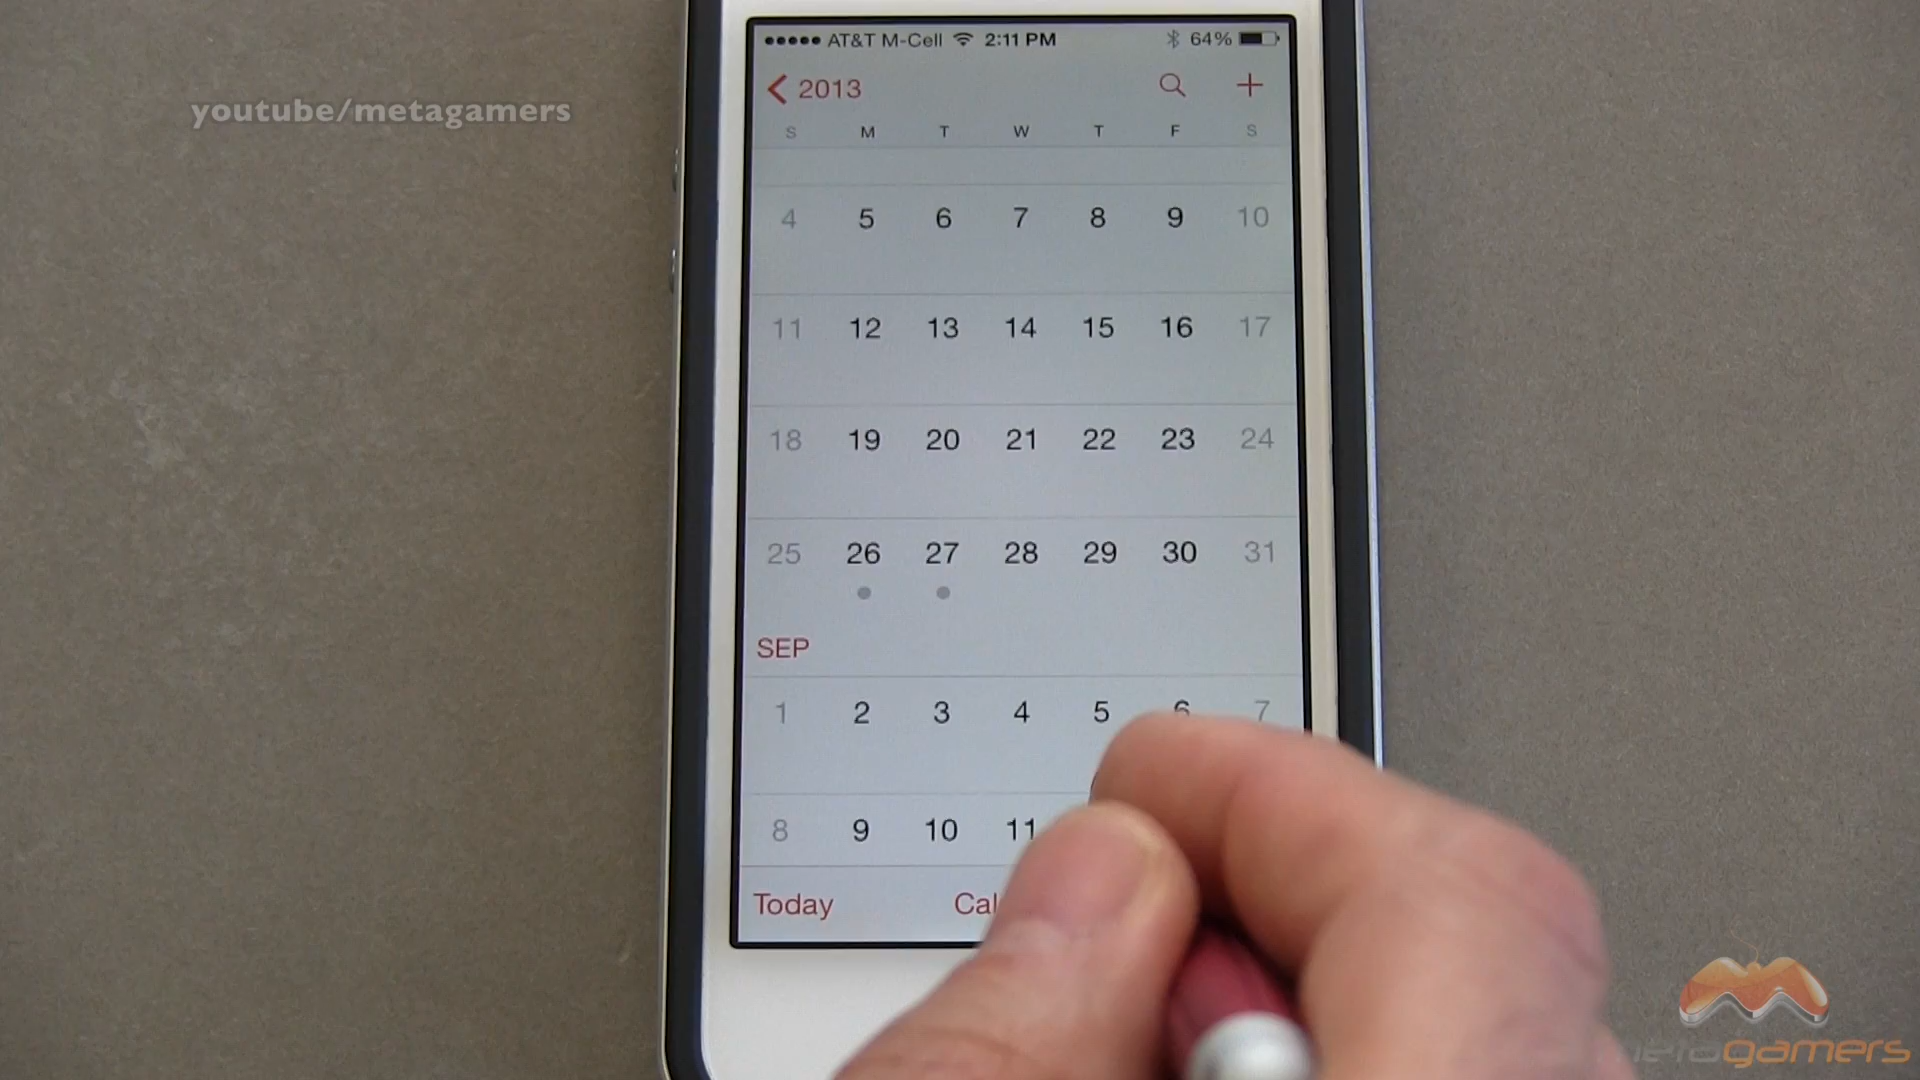 AT&T M-Cell 2:11 PM 64%
youtube/metagamers
2013
S M T W T F S
4 5 6 7 8 9 10
11 12 13 14 15 16 17
18 19 20 21 22 23 24
25 26 27 28 29 30 31
SEP
1 2 3 4 5 6 7
8 9 10 11
Today
metagamers